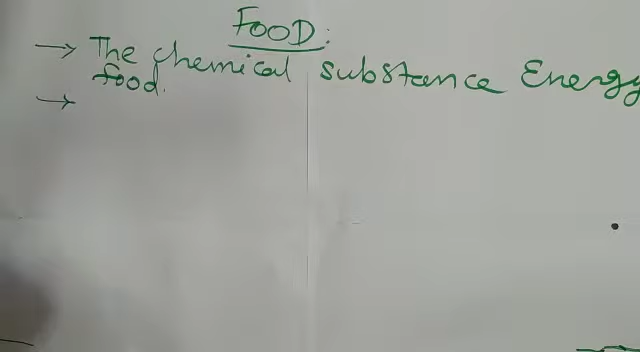 FOOD:
→ The chemical substance Energy
food.
→